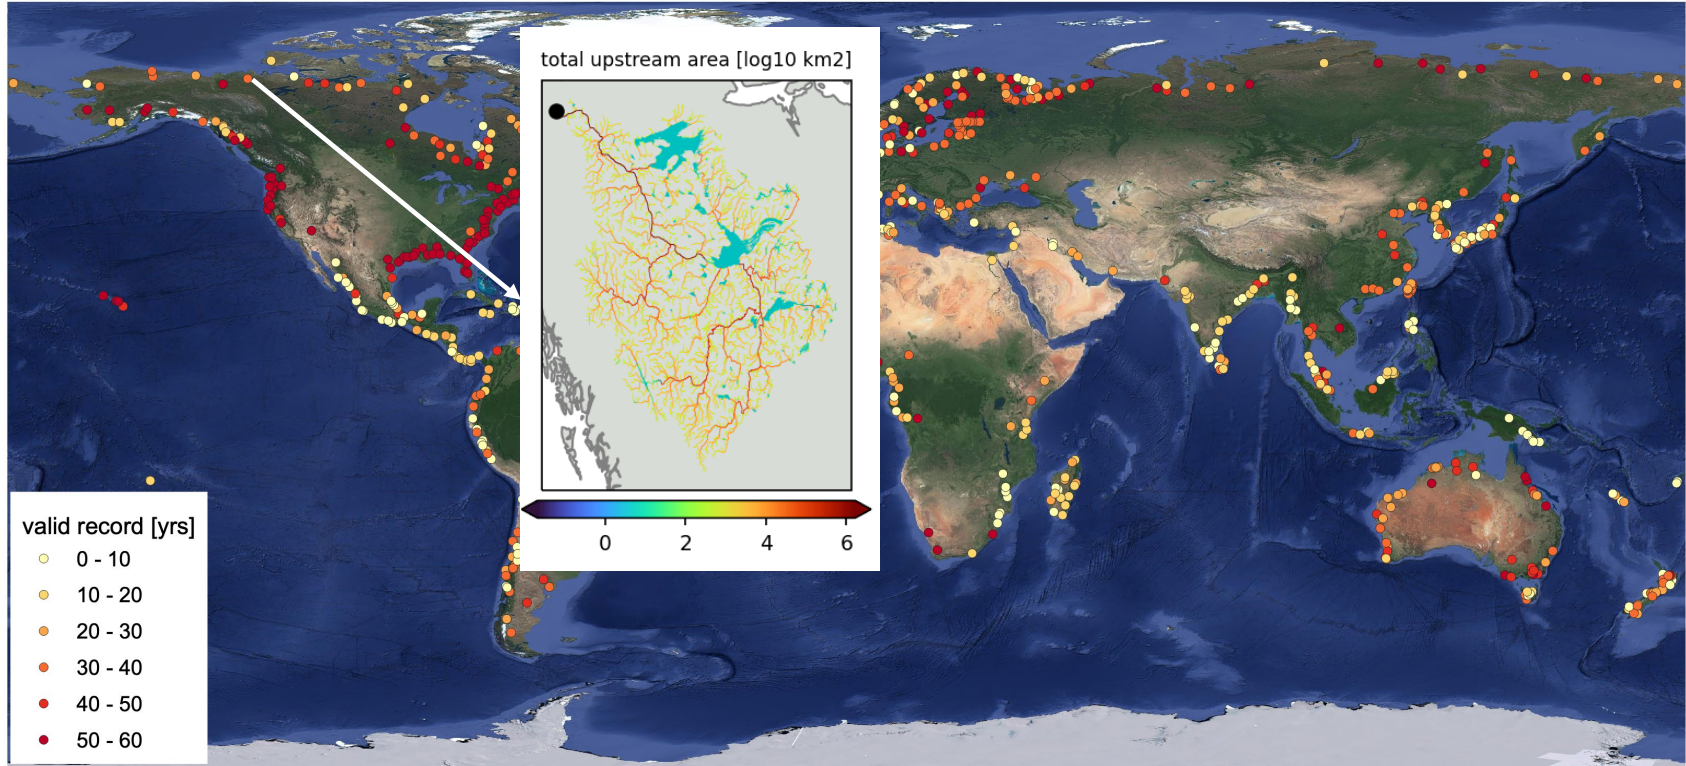 total upstream area [log10 km2]
0 2 4 6
valid record [yrs]
0 - 10
10 - 20
20 - 30
30 - 40
40 - 50
50 - 60